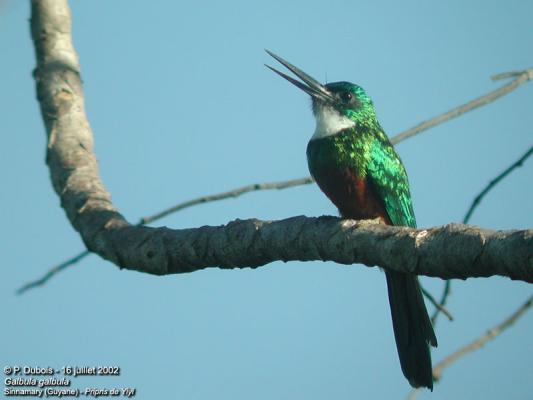 © P. Dubois - 16 juillet 2002
Galbula galbula
Sinnamary (Guyane) - Pripris de Yiyi